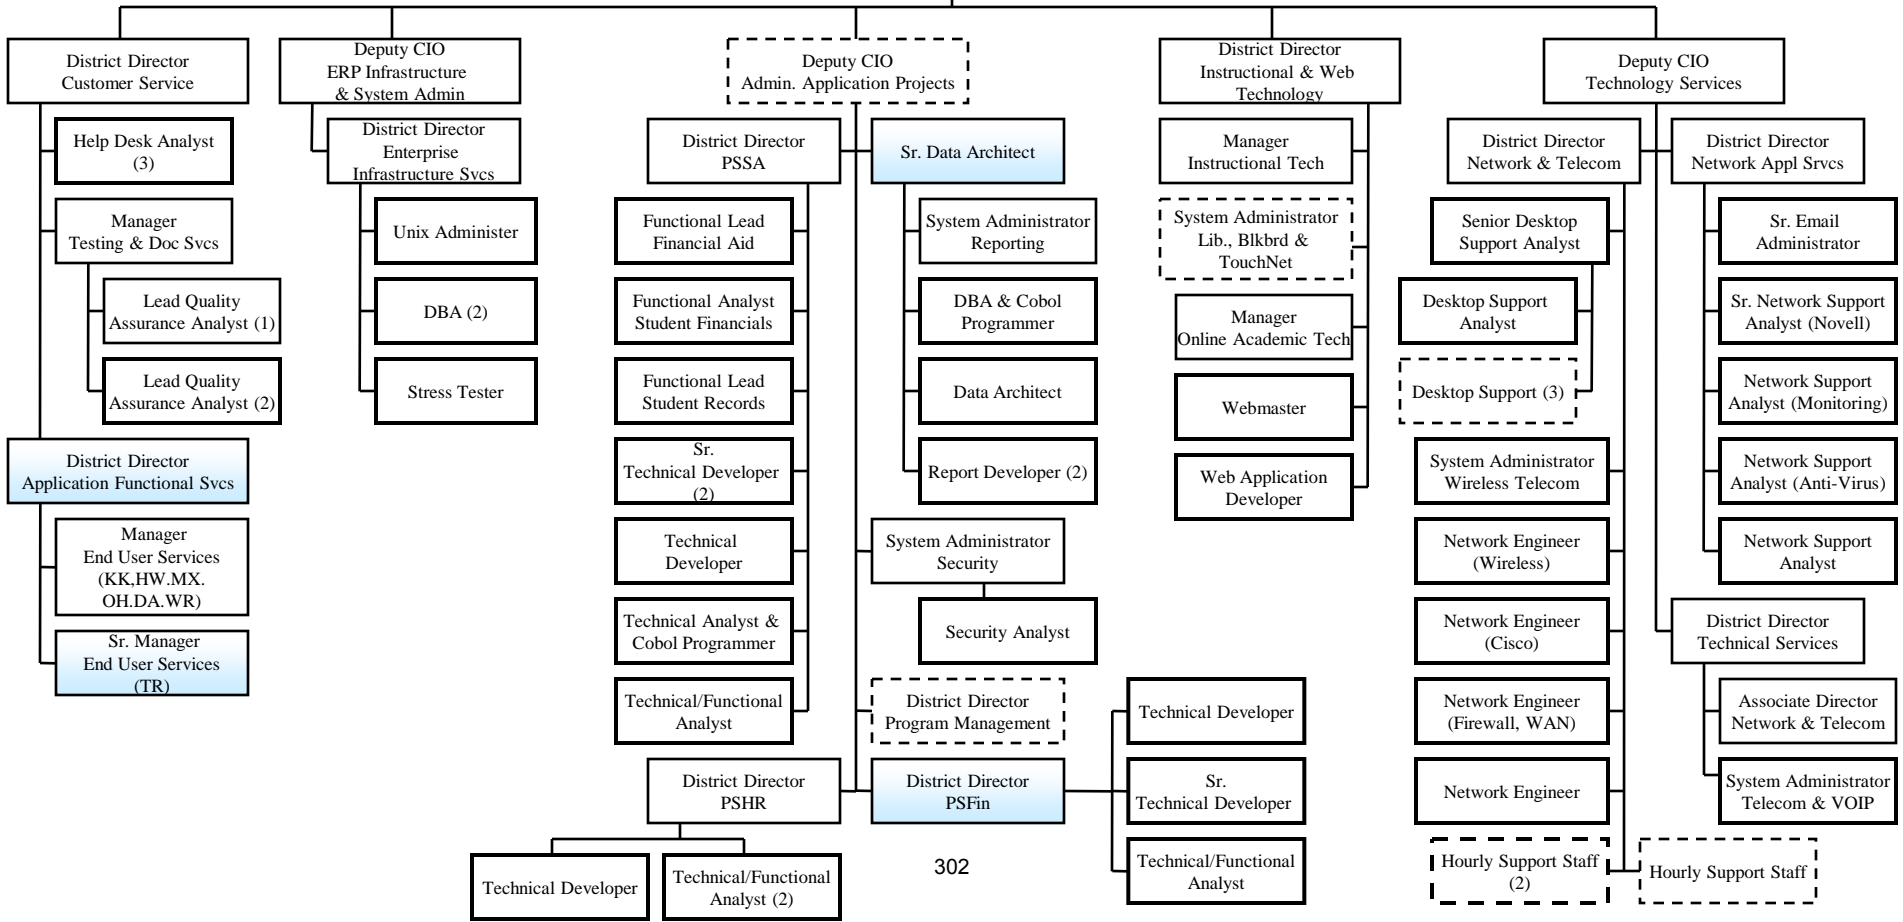 District Director
Customer Service
Help Desk Analyst
(3)
Manager
Testing & Doc Svcs
Lead Quality
Assurance Analyst (1)
Lead Quality
Assurance Analyst (2)
District Director
Application Functional Svcs
Manager
End User Services
(KK,HW.MX.
OH.DA.WR)
Sr. Manager
End User Services
(TR)
Deputy CIO
ERP Infrastructure
& System Admin
District Director
Enterprise
Infrastructure Svcs
Unix Administer
DBA (2)
Stress Tester
Deputy CIO
Admin. Application Projects
District Director
PSSA
Functional Lead
Financial Aid
Functional Analyst
Student Financials
Functional Lead
Student Records
Sr.
Technical Developer
(2)
Technical
Developer
Technical Analyst &
Cobol Programmer
Technical/Functional
Analyst
Sr. Data Architect
System Administrator
Reporting
DBA & Cobol
Programmer
Data Architect
Report Developer (2)
System Administrator
Security
Security Analyst
District Director
Program Management
District Director
PSHR
Technical Developer
Technical/Functional
Analyst (2)
District Director
PSFin
Technical Developer
Sr.
Technical Developer
Technical/Functional
Analyst
District Director
Instructional & Web
Technology
Manager
Instructional Tech
System Administrator
Lib., Blkbrd &
TouchNet
Manager
Online Academic Tech
Webmaster
Web Application
Developer
Deputy CIO
Technology Services
District Director
Network & Telecom
Senior Desktop
Support Analyst
Desktop Support
Analyst
Desktop Support (3)
System Administrator
Wireless Telecom
Network Engineer
(Wireless)
Network Engineer
(Cisco)
Network Engineer
(Firewall, WAN)
Network Engineer
Hourly Support Staff
(2)
Hourly Support Staff
District Director
Network Appl Srvcs
Sr. Email
Administrator
Sr. Network Support
Analyst (Novell)
Network Support
Analyst (Monitoring)
Network Support
Analyst (Anti-Virus)
Network Support
Analyst
District Director
Technical Services
Associate Director
Network & Telecom
System Administrator
Telecom & VOIP
302